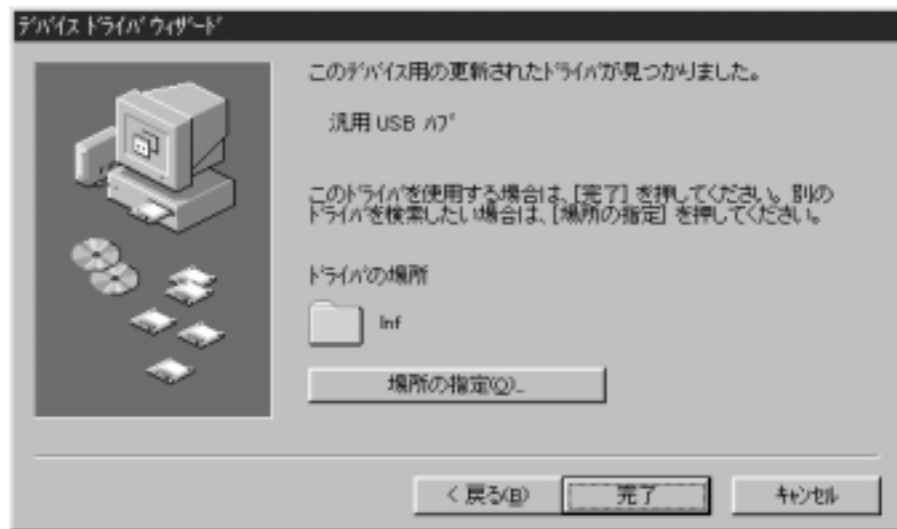 ﾃﾞﾊﾞｲｽ ﾄﾞﾗｲﾊﾞ ｳｨｻﾞｰﾄﾞ
このﾃﾞﾊﾞｲｽ用の更新されたﾄﾞﾗｲﾊﾞが見つかりました。
汎用 USB ﾊﾌﾞ
このﾄﾞﾗｲﾊﾞを使用する場合は、[完了] を押してください。別の
ﾄﾞﾗｲﾊﾞを検索したい場合は、[場所の指定] を押してください。
ﾄﾞﾗｲﾊﾞの場所
Inf
場所の指定(O)...
< 戻る(B)
完了
ｷｬﾝｾﾙ